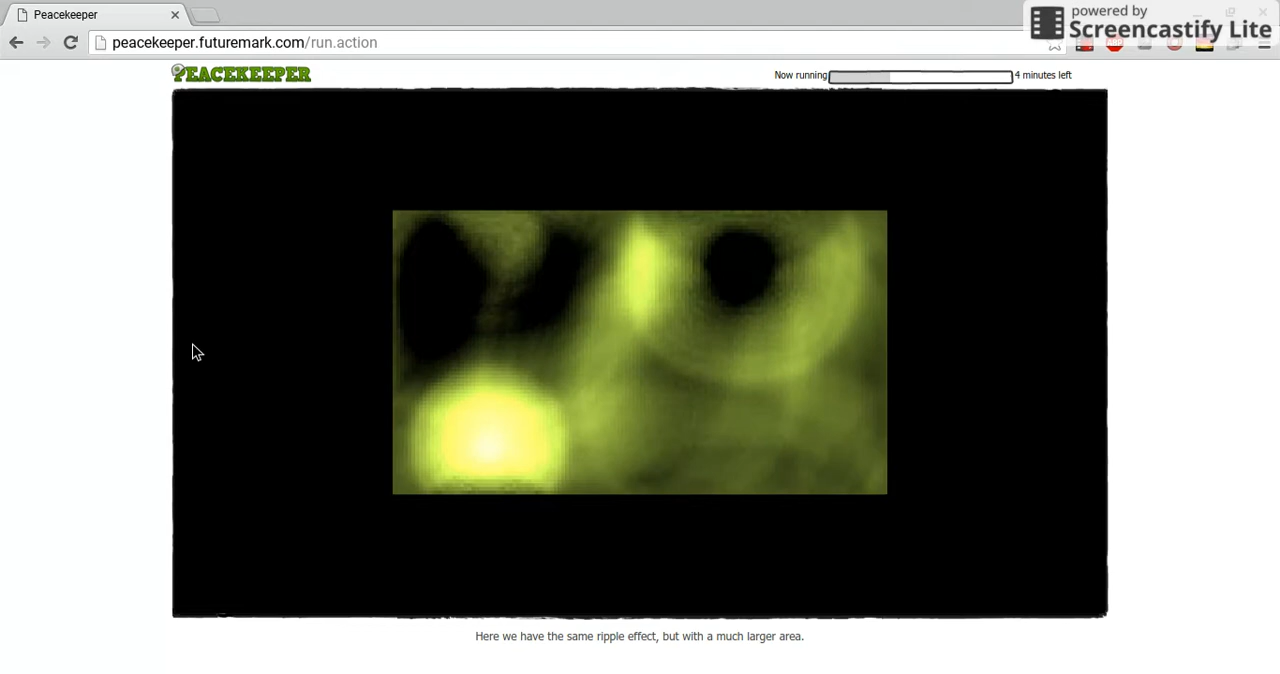 Peacekeeper
powered by
Screencastify Lite
peacekeeper.futuremark.com/run.action
PEACEKEEPER
Now running
4 minutes left
Here we have the same ripple effect, but with a much larger area.